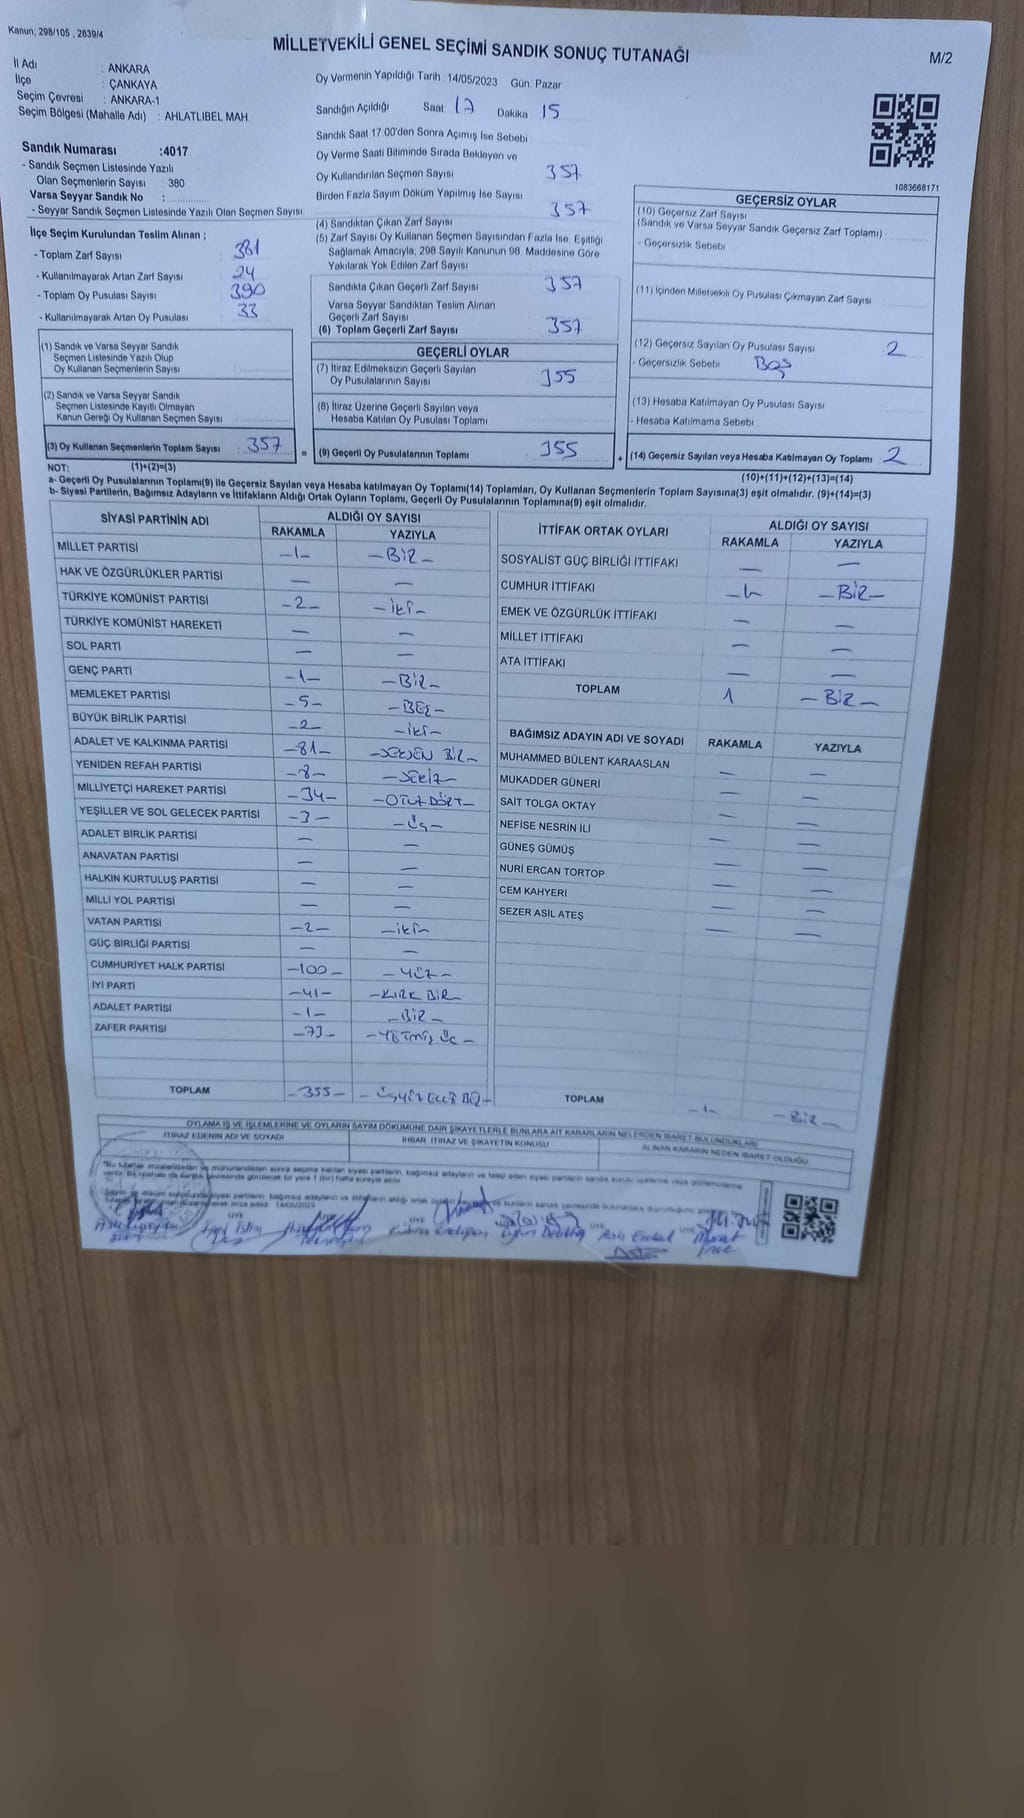 Kanun; 298/105 , 2839/4
MİLLETVEKİLİ GENEL SEÇİMİ SANDIK SONUÇ TUTANAĞI
M/2
İl Adı : ANKARA
İlçe : ÇANKAYA
Seçim Çevresi : ANKARA-1
Seçim Bölgesi (Mahalle Adı) : AHLATLIBEL MAH.
Sandık Numarası :4017
- Sandık Seçmen Listesinde Yazılı
Olan Seçmenlerin Sayısı : 380
Varsa Seyyar Sandık No :
- Seyyar Sandık Seçmen Listesinde Yazılı Olan Seçmen Sayısı:
İlçe Seçim Kurulundan Teslim Alınan ;
- Toplam Zarf Sayısı : 381
- Kullanılmayarak Artan Zarf Sayısı : 24
- Toplam Oy Pusulası Sayısı : 390
- Kullanılmayarak Artan Oy Pusulası : 33
Oy Vermenin Yapıldığı Tarih : 14/05/2023 Gün: Pazar
Sandığın Açıldığı Saat: 17 Dakika 15
Sandık Saat 17.00'den Sonra Açımış İse Sebebi :
Oy Verme Saati Bitiminde Sırada Bekleyen ve
Oy Kullandırılan Seçmen Sayısı : 357
Birden Fazla Sayım Döküm Yapılmış İse Sayısı
(4) Sandıktan Çıkan Zarf Sayısı 357
(5) Zarf Sayısı Oy Kullanan Seçmen Sayısından Fazla İse, Eşitliği
Sağlamak Amacıyla, 298 Sayılı Kanunun 98. Maddesine Göre
Yakılarak Yok Edilen Zarf Sayısı
Sandıkta Çıkan Geçerli Zarf Sayısı : 357
Varsa Seyyar Sandıktan Teslim Alınan
Geçerli Zarf Sayısı
(6) Toplam Geçerli Zarf Sayısı : 357
1083668171
GEÇERSİZ OYLAR
(10) Geçersiz Zarf Sayısı
(Sandık ve Varsa Seyyar Sandık Geçersiz Zarf Toplamı) :
- Geçersizlik Sebebi :
(11) İçinden Milletvekili Oy Pusulası Çıkmayan Zarf Sayısı
(12) Geçersiz Sayılan Oy Pusulası Sayısı : 2
- Geçersizlik Sebebi : BOŞ
(13) Hesaba Katılmayan Oy Pusulası Sayısı
- Hesaba Katılmama Sebebi :
(14) Geçersiz Sayılan veya Hesaba Katılmayan Oy Toplamı : 2
(10)+(11)+(12)+(13)=(14)
(1) Sandık ve Varsa Seyyar Sandık
Seçmen Listesinde Yazılı Olup
Oy Kullanan Seçmenlerin Sayısı :
(2) Sandık ve Varsa Seyyar Sandık
Seçmen Listesinde Kayıtlı Olmayan
Kanun Gereği Oy Kullanan Seçmen Sayısı :
(3) Oy Kullanan Seçmenlerin Toplam Sayısı : 357
GEÇERLİ OYLAR
(7) İtiraz Edilmeksizin Geçerli Sayılan
Oy Pusulalarının Sayısı : 355
(8) İtiraz Üzerine Geçerli Sayılan veya
Hesaba Katılan Oy Pusulası Toplamı :
= (9) Geçerli Oy Pusulalarının Toplamı : 355 +
NOT: (1)+(2)=(3)
a- Geçerli Oy Pusulalarının Toplamı(9) ile Geçersiz Sayılan veya Hesaba katılmayan Oy Toplamı(14) Toplamları, Oy Kullanan Seçmenlerin Toplam Sayısına(3) eşit olmalıdır. (9)+(14)=(3)
b- Siyasi Partilerin, Bağımsız Adayların ve İttifakların Aldığı Ortak Oyların Toplamı, Geçerli Oy Pusulalarının Toplamına(9) eşit olmalıdır.
SİYASİ PARTİNİN ADI ALDIĞI OY SAYISI
RAKAMLA YAZIYLA
MİLLET PARTİSİ -1- -BİR-
HAK VE ÖZGÜRLÜKLER PARTİSİ — —
TÜRKİYE KOMÜNİST PARTİSİ -2- -İKİ-
TÜRKİYE KOMÜNİST HAREKETİ — —
SOL PARTİ — —
GENÇ PARTİ -1- -BİR-
MEMLEKET PARTİSİ -5- -BEŞ-
BÜYÜK BİRLİK PARTİSİ -2- -İKİ-
ADALET VE KALKINMA PARTİSİ -81- -SEKSEN BİR-
YENİDEN REFAH PARTİSİ -8- -SEKİZ-
MİLLİYETÇİ HAREKET PARTİSİ -34- -OTUZ DÖRT-
YEŞİLLER VE SOL GELECEK PARTİSİ -3- -ÜÇ-
ADALET BİRLİK PARTİSİ — —
ANAVATAN PARTİSİ — —
HALKIN KURTULUŞ PARTİSİ — —
MİLLİ YOL PARTİSİ — —
VATAN PARTİSİ -2- -İKİ-
GÜÇ BİRLİĞİ PARTİSİ — —
CUMHURİYET HALK PARTİSİ -100- -YÜZ-
İYİ PARTİ -41- -KIRK BİR-
ADALET PARTİSİ -1- -BİR-
ZAFER PARTİSİ -73- -YETMİŞ ÜÇ-
TOPLAM -355-
İTTİFAK ORTAK OYLARI ALDIĞI OY SAYISI
RAKAMLA YAZIYLA
SOSYALİST GÜÇ BİRLİĞİ İTTİFAKI — —
CUMHUR İTTİFAKI -1- -BİR-
EMEK VE ÖZGÜRLÜK İTTİFAKI — —
MİLLET İTTİFAKI — —
ATA İTTİFAKI — —
TOPLAM 1 -BİR-
BAĞIMSIZ ADAYIN ADI VE SOYADI RAKAMLA YAZIYLA
MUHAMMED BÜLENT KARAASLAN — —
MUKADDER GÜNERİ — —
SAİT TOLGA OKTAY — —
NEFİSE NESRİN İLİ — —
GÜNEŞ GÜMÜŞ — —
NURİ ERCAN TORTOP — —
CEM KAHYERİ — —
SEZER ASİL ATEŞ — —
TOPLAM -1- -BİR-
OYLAMA İŞ VE İŞLEMLERİNE VE OYLARIN SAYIM DÖKÜMÜNE DAİR ŞİKAYETLERLE BUNLARA AİT KARARLARIN NELERDEN İBARET BULUNDUKLARI
İTİRAZ EDENİN ADI VE SOYADI İHBAR, İTİRAZ VE ŞİKAYETİN KONUSU ALINAN KARARIN NEDEN İBARET OLDUĞU
ÜYE ÜYE ÜYE ÜYE
Aslı Erdal Murat